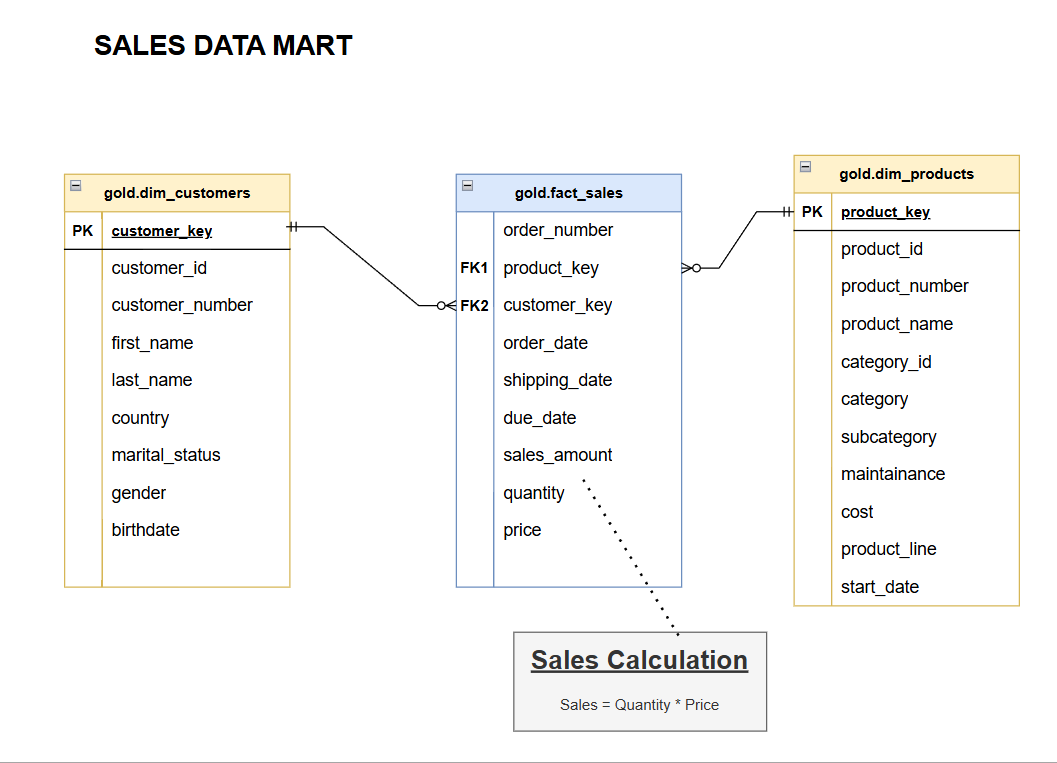 SALES DATA MART
gold.dim_customers
PK customer_key
customer_id
customer_number
first_name
last_name
country
marital_status
gender
birthdate
gold.fact_sales
order_number
FK1 product_key
FK2 customer_key
order_date
shipping_date
due_date
sales_amount
quantity
price
gold.dim_products
PK product_key
product_id
product_number
product_name
category_id
category
subcategory
maintainance
cost
product_line
start_date
Sales Calculation
Sales = Quantity * Price